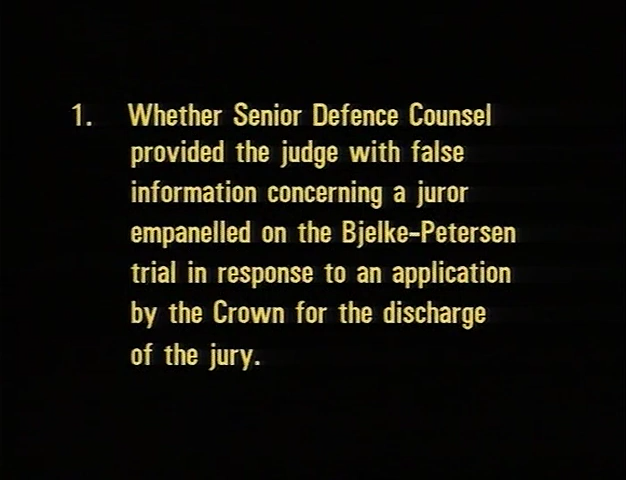 1. Whether Senior Defence Counsel
provided the judge with false
information concerning a juror
empanelled on the Bjelke-Petersen
trial in response to an application
by the Crown for the discharge
of the jury.